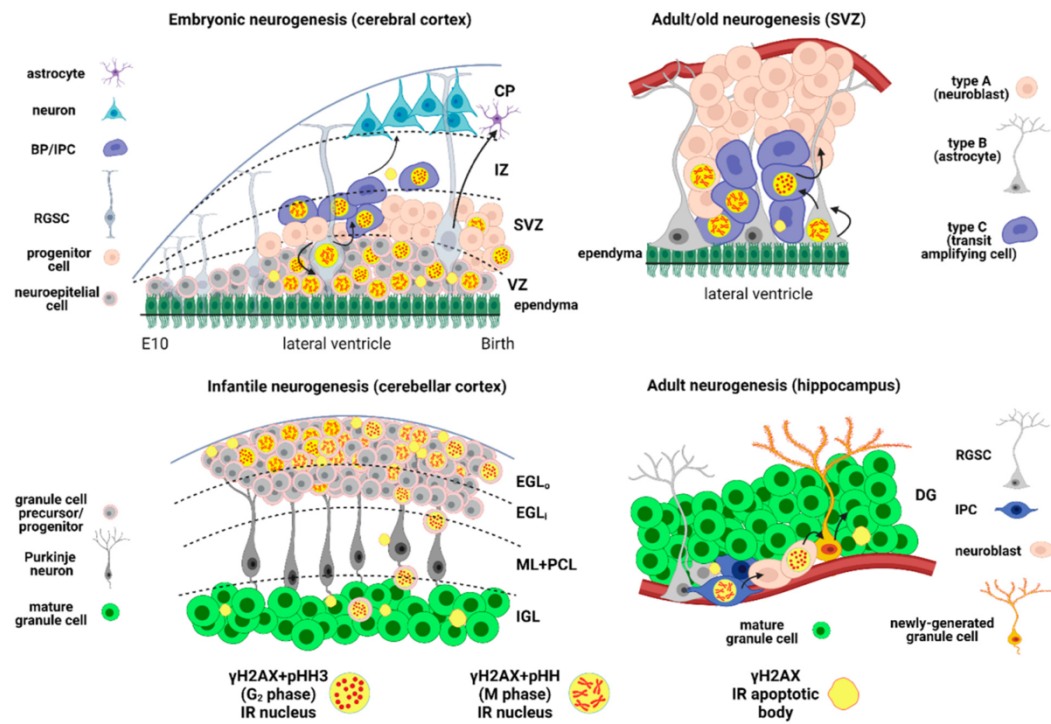 Embryonic neurogenesis (cerebral cortex)
astrocyte
neuron
BP/IPC
RGSC
progenitor
cell
neuroepitelial
cell
CP
IZ
SVZ
VZ
ependyma
E10
lateral ventricle
Birth
Adult/old neurogenesis (SVZ)
type A
(neuroblast)
type B
(astrocyte)
type C
(transit
amplifying cell)
ependyma
lateral ventricle
Infantile neurogenesis (cerebellar cortex)
granule cell
precursor/
progenitor
Purkinje
neuron
mature
granule cell
EGLo
EGLi
ML+PCL
IGL
Adult neurogenesis (hippocampus)
DG
RGSC
IPC
neuroblast
newly-generated
granule cell
mature
granule cell
γH2AX+pHH3
(G₂ phase)
IR nucleus
γH2AX+pHH
(M phase)
IR nucleus
γH2AX
IR apoptotic
body